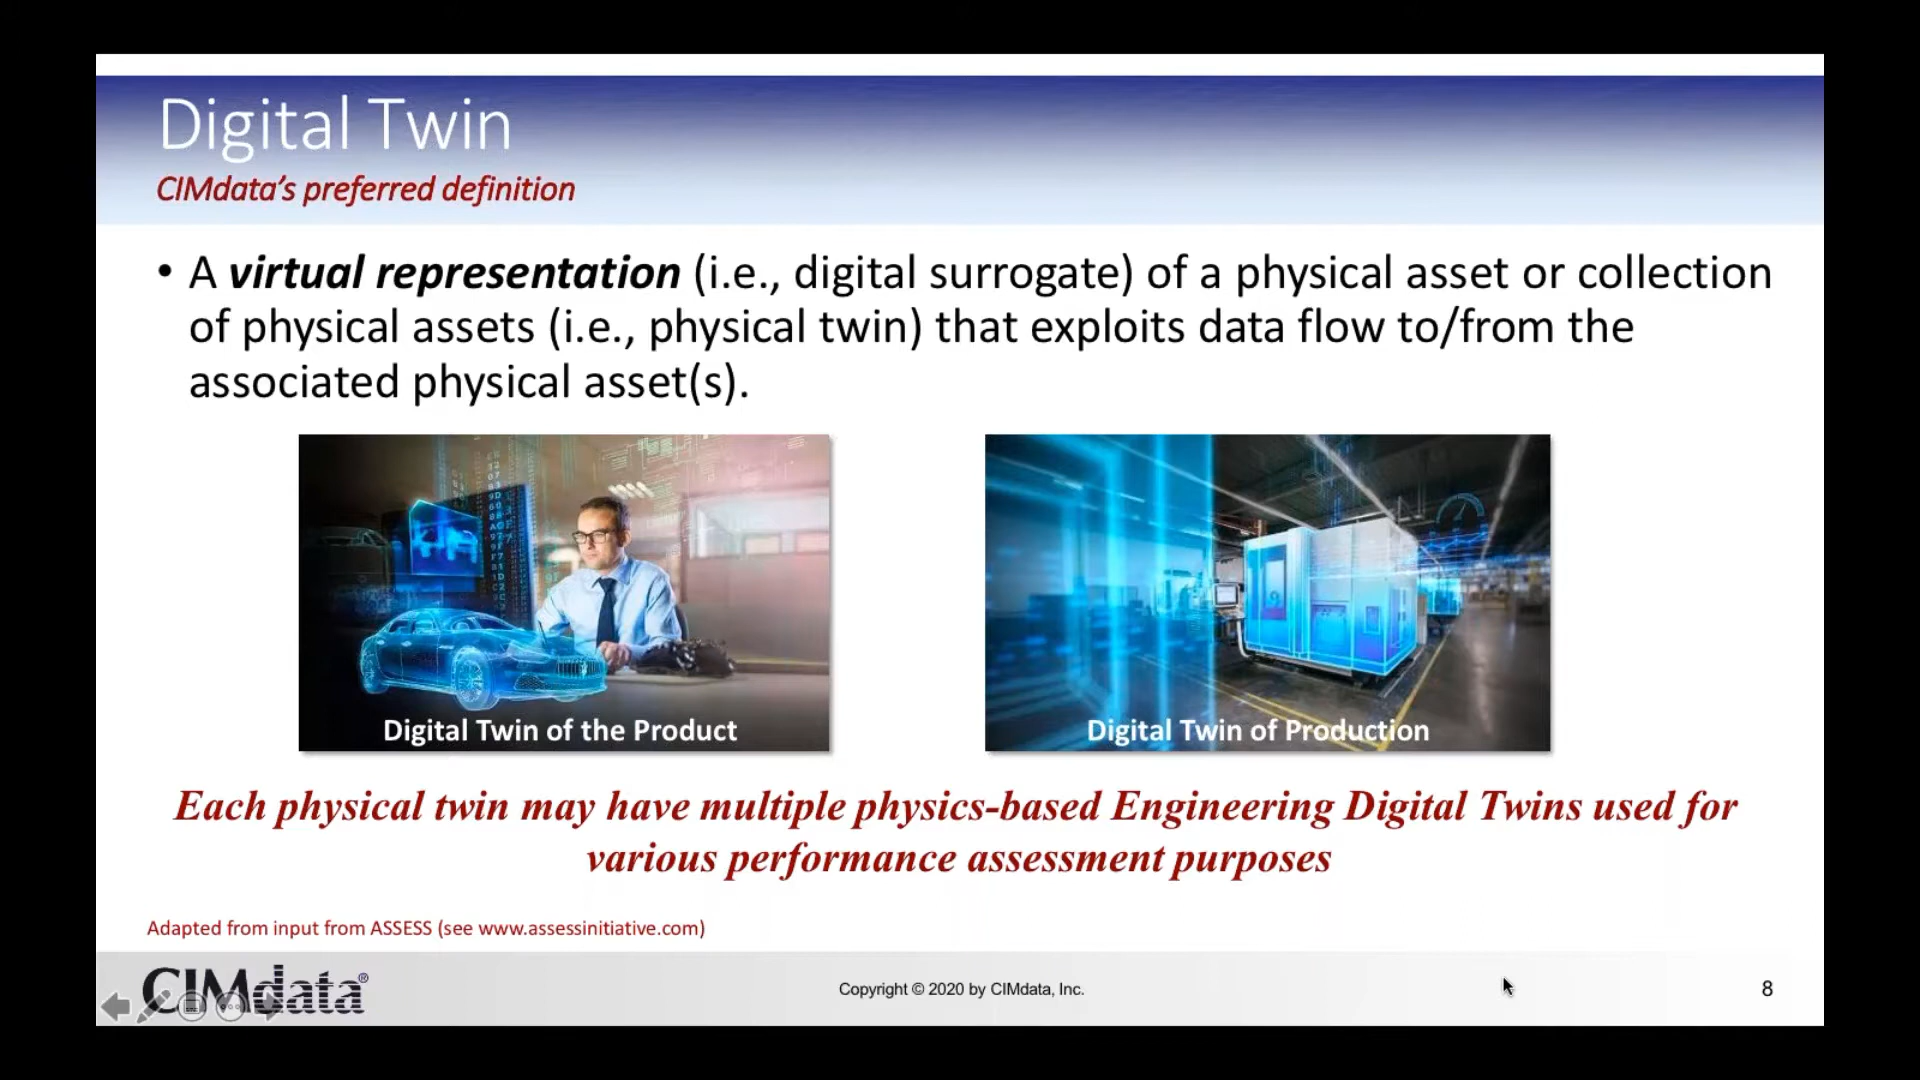 Digital Twin
CIMdata's preferred definition
• A virtual representation (i.e., digital surrogate) of a physical asset or collection
of physical assets (i.e., physical twin) that exploits data flow to/from the
associated physical asset(s).
Digital Twin of the Product
Digital Twin of Production
Each physical twin may have multiple physics-based Engineering Digital Twins used for
various performance assessment purposes
Adapted from input from ASSESS (see www.assessinitiative.com)
CIMdata®
Copyright © 2020 by CIMdata, Inc.
8